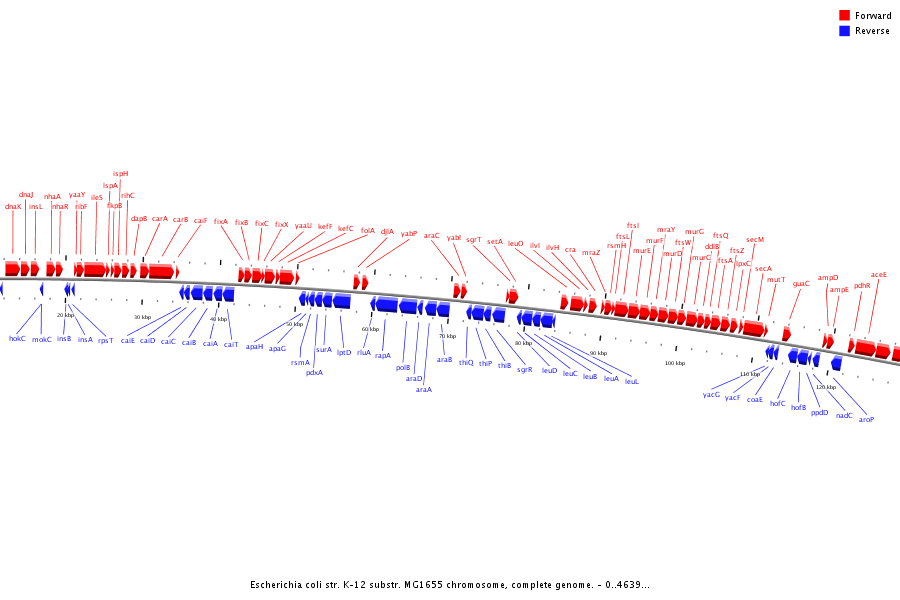 Forward
Reverse
ispH
lspA
dnaJ
nhaA
yaaY
ileS
rihC
dnaK
insL
nhaR
ribF
fkpB
dapB
carA
carB
caiF
fixA
fixB
fixC
fixX
yaaU
kefF
kefC
folA
djlA
yabP
araC
yabI
sgrT
setA
leuO
ilvI
ilvH
cra
mraZ
rsmH
ftsL
ftsI
murE
murF
mraY
murD
ftsW
murG
murC
ddlB
ftsQ
ftsA
ftsZ
lpxC
secM
secA
mutT
guaC
ampD
ampE
pdhR
aceE
20 kbp
30 kbp
40 kbp
50 kbp
60 kbp
70 kbp
80 kbp
90 kbp
100 kbp
110 kbp
120 kbp
hokC
mokC
insB
insA
rpsT
caiE
caiD
caiC
caiB
caiA
caiT
apaH
apaG
rsmA
pdxA
surA
lptD
rluA
rapA
polB
araD
araA
araB
thiQ
thiP
thiB
sgrR
leuD
leuC
leuB
leuA
leuL
yacG
yacF
coaE
hofC
hofB
ppdD
nadC
aroP
Escherichia coli str. K-12 substr. MG1655 chromosome, complete genome. - 0..4639...